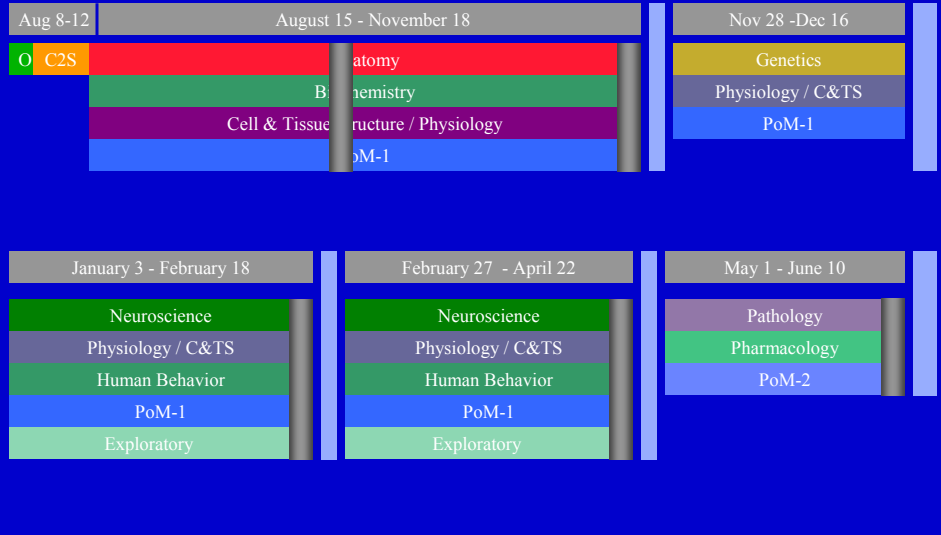 Aug 8-12
August 15 - November 18
Nov 28 -Dec 16
O
C2S
atomy
Genetics
Bi hemistry
Physiology / C&TS
Cell & Tissue ructure / Physiology
PoM-1
oM-1
January 3 - February 18
February 27 - April 22
May 1 - June 10
Neuroscience
Neuroscience
Pathology
Physiology / C&TS
Physiology / C&TS
Pharmacology
Human Behavior
Human Behavior
PoM-2
PoM-1
PoM-1
Exploratory
Exploratory